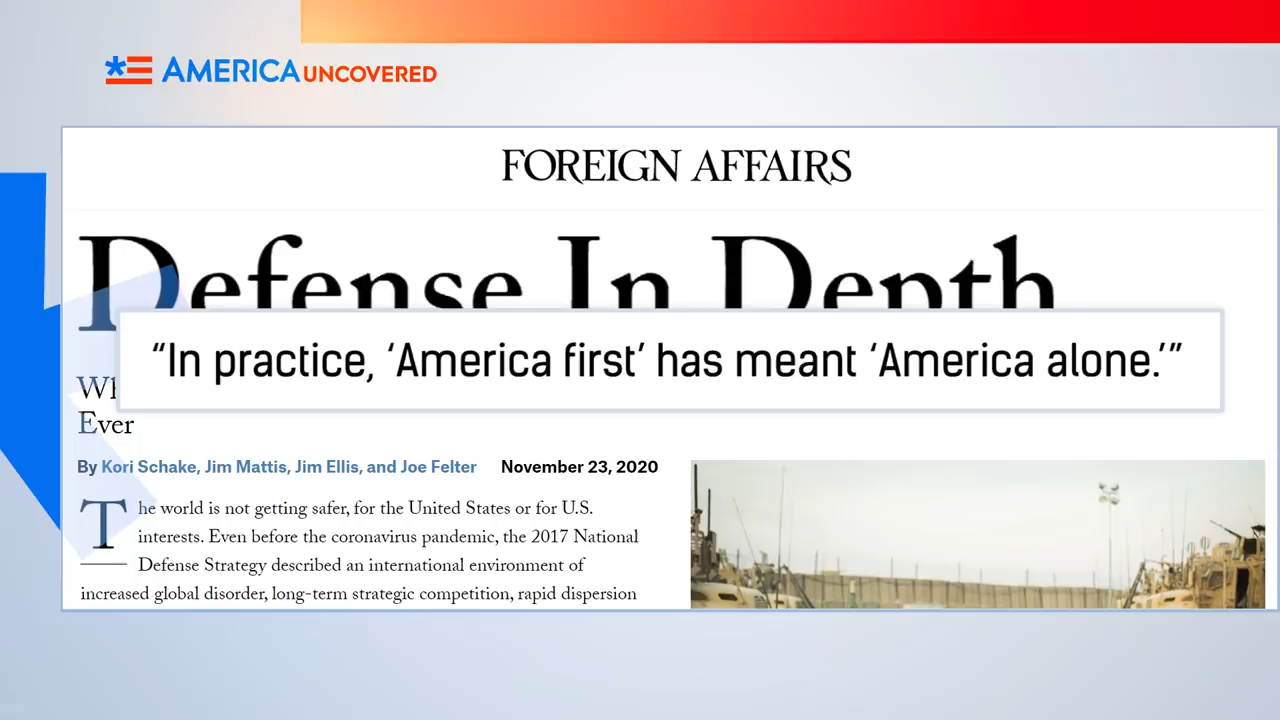 AMERICA UNCOVERED
FOREIGN AFFAIRS
Defense In Depth
“In practice, ‘America first’ has meant ‘America alone.’”
Ever
By Kori Schake, Jim Mattis, Jim Ellis, and Joe Felter November 23, 2020
The world is not getting safer, for the United States or for U.S.
interests. Even before the coronavirus pandemic, the 2017 National
Defense Strategy described an international environment of
increased global disorder, long-term strategic competition, rapid dispersion